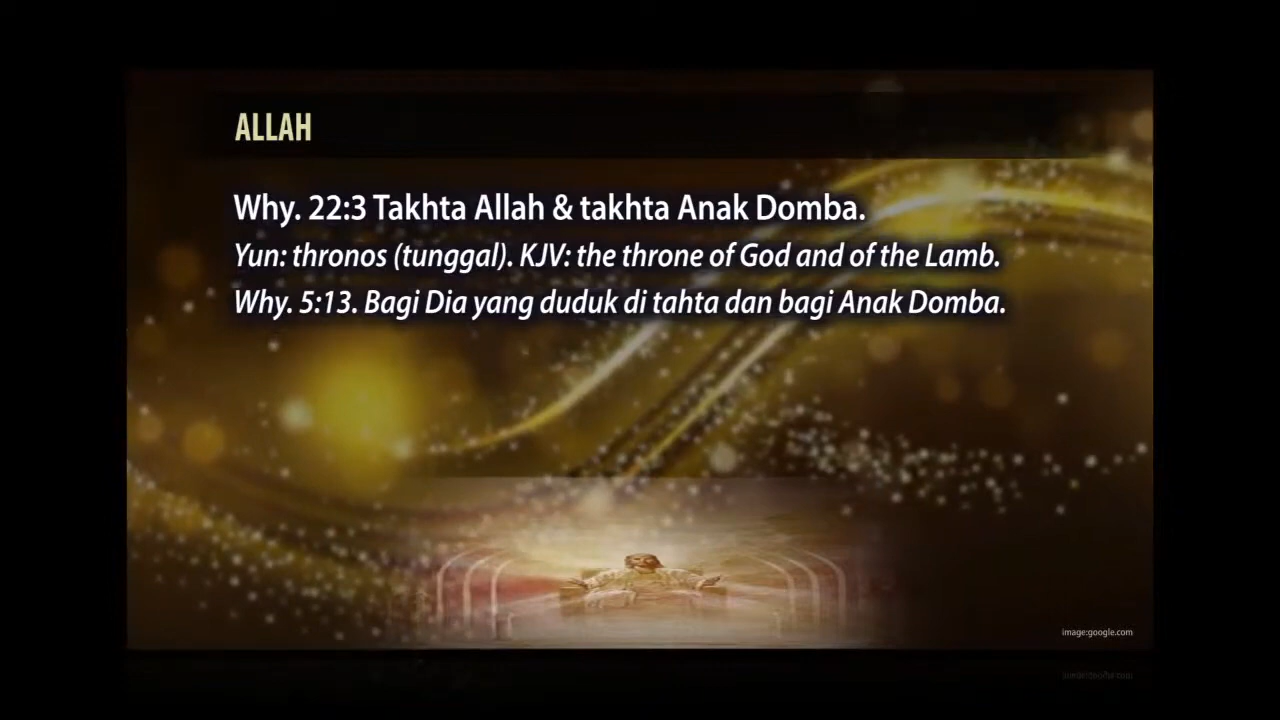 ALLAH
Why. 22:3 Takhta Allah & takhta Anak Domba.
Yun: thronos (tunggal). KJV: the throne of God and of the Lamb.
Why. 5:13. Bagi Dia yang duduk di tahta dan bagi Anak Domba.
image:google.com